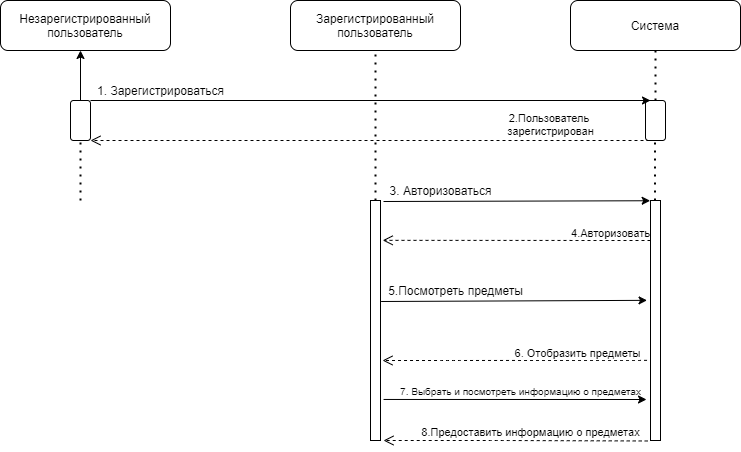 Незарегистрированный
пользователь
Зарегистрированный
пользователь
Система
1. Зарегистрироваться
2.Пользователь
зарегистрирован
3. Авторизоваться
4.Авторизовать
5.Посмотреть предметы
6. Отобразить предметы
7. Выбрать и посмотреть информацию о предметах
8.Предоставить информацию о предметах